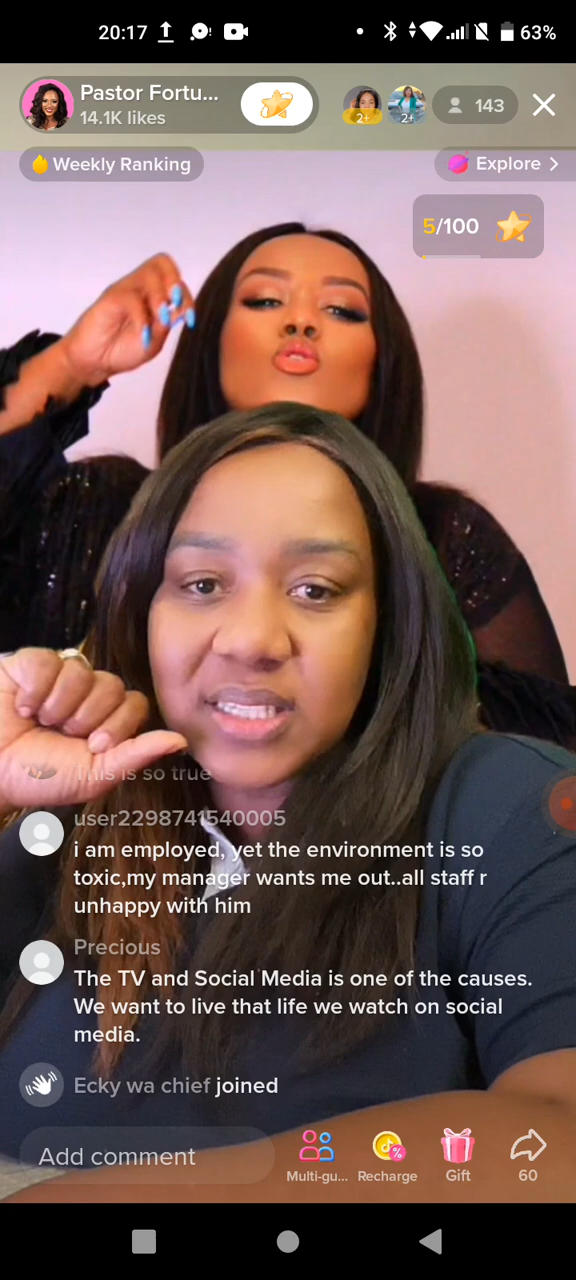 20:17
63%
Pastor Fortu...
14.1K likes
2+
2+
143
Weekly Ranking
Explore >
5/100
This is so true
user2298741540005
i am employed, yet the environment is so
toxic,my manager wants me out..all staff r
unhappy with him
Precious
The TV and Social Media is one of the causes.
We want to live that life we watch on social
media.
Ecky wa chief joined
Add comment
Multi-gu...
Recharge
Gift
60